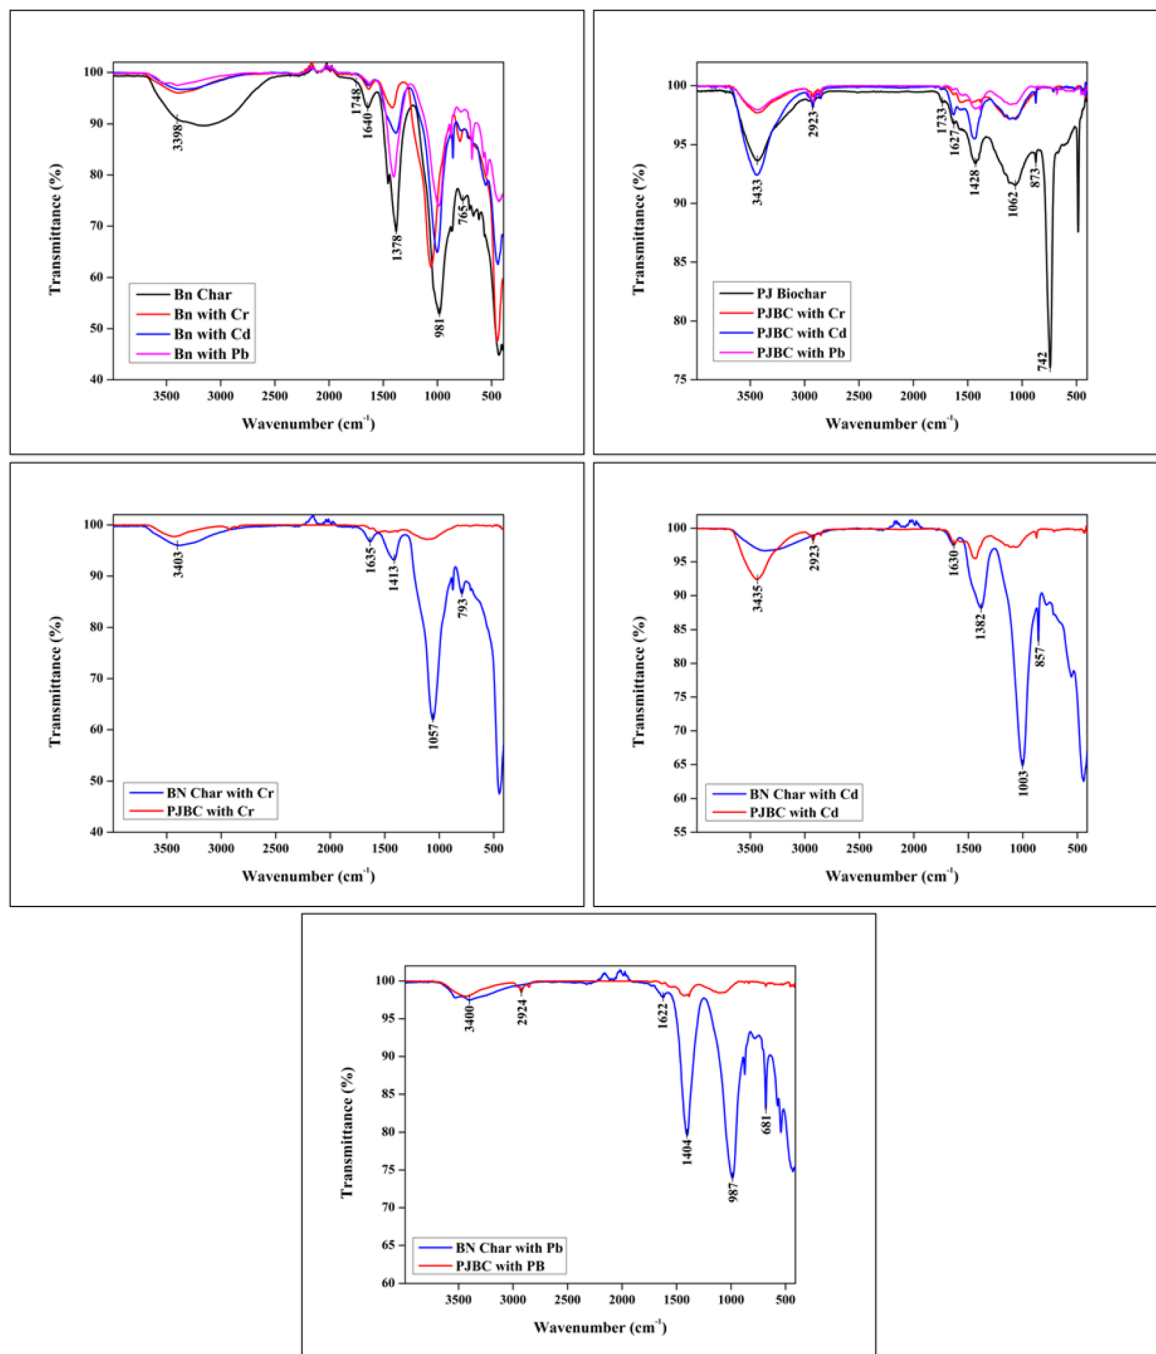 100
90
80
70
60
50
40
Transmittance (%)
3398
1748
1640
1378
981
765
Bn Char
Bn with Cr
Bn with Cd
Bn with Pb
3500 3000 2500 2000 1500 1000 500
Wavenumber (cm⁻¹)
100
95
90
85
80
75
Transmittance (%)
3433
2923
1733
1627
1428
1062
873
742
PJ Biochar
PJBC with Cr
PJBC with Cd
PJBC with Pb
3500 3000 2500 2000 1500 1000 500
Wavenumber (cm⁻¹)
100
90
80
70
60
50
40
Transmittance (%)
3403
1635
1413
1057
793
BN Char with Cr
PJBC with Cr
3500 3000 2500 2000 1500 1000 500
Wavenumber (cm⁻¹)
100
95
90
85
80
75
70
65
60
55
Transmittance (%)
3435
2923
1630
1382
1003
857
BN Char with Cd
PJBC with Cd
3500 3000 2500 2000 1500 1000 500
Wavenumber (cm⁻¹)
100
95
90
85
80
75
70
65
60
Transmittance (%)
3400
2924
1622
1404
987
681
BN Char with Pb
PJBC with PB
3500 3000 2500 2000 1500 1000 500
Wavenumber (cm⁻¹)